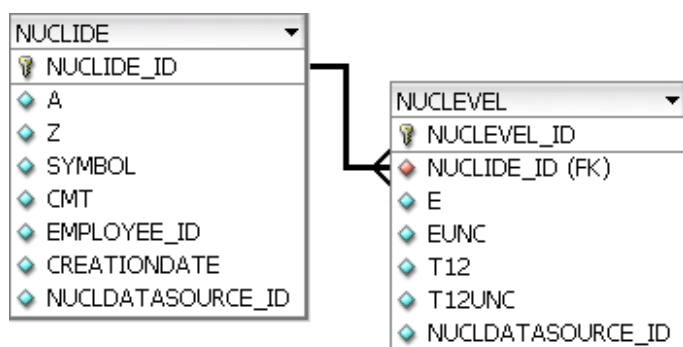 NUCLIDE
NUCLIDE_ID
A
Z
SYMBOL
CMT
EMPLOYEE_ID
CREATIONDATE
NUCLDATASOURCE_ID
NUCLEVEL
NUCLEVEL_ID
NUCLIDE_ID (FK)
E
EUNC
T12
T12UNC
NUCLDATASOURCE_ID